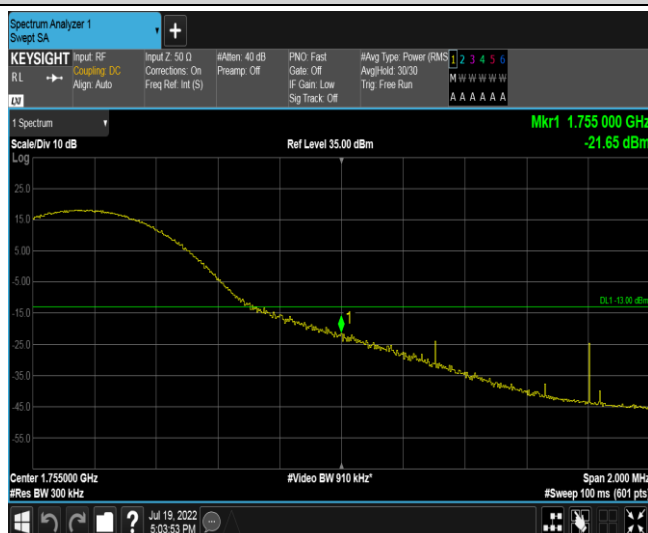 Spectrum Analyzer 1
Swept SA
KEYSIGHT
RL
Input: RF
Coupling: DC
Align: Auto
Input Z: 50 Ω
Corrections: On
Freq Ref: Int (S)
#Atten: 40 dB
Preamp: Off
PNO: Fast
Gate: Off
IF Gain: Low
Sig Track: Off
#Avg Type: Power (RMS
Avg|Hold: 30/30
Trig: Free Run
1 2 3 4 5 6
M W W W W W
A A A A A A
LXI
1 Spectrum
Scale/Div 10 dB
Ref Level 35.00 dBm
Mkr1 1.755 000 GHz
-21.65 dBm
Log
25.0
15.0
5.00
-5.00
-15.0
-25.0
-35.0
-45.0
-55.0
DL1 -13.00 dBm
1
Center 1.755000 GHz
#Video BW 910 kHz*
Span 2.000 MHz
#Res BW 300 kHz
#Sweep 100 ms (601 pts)
Jul 19, 2022
5:03:53 PM